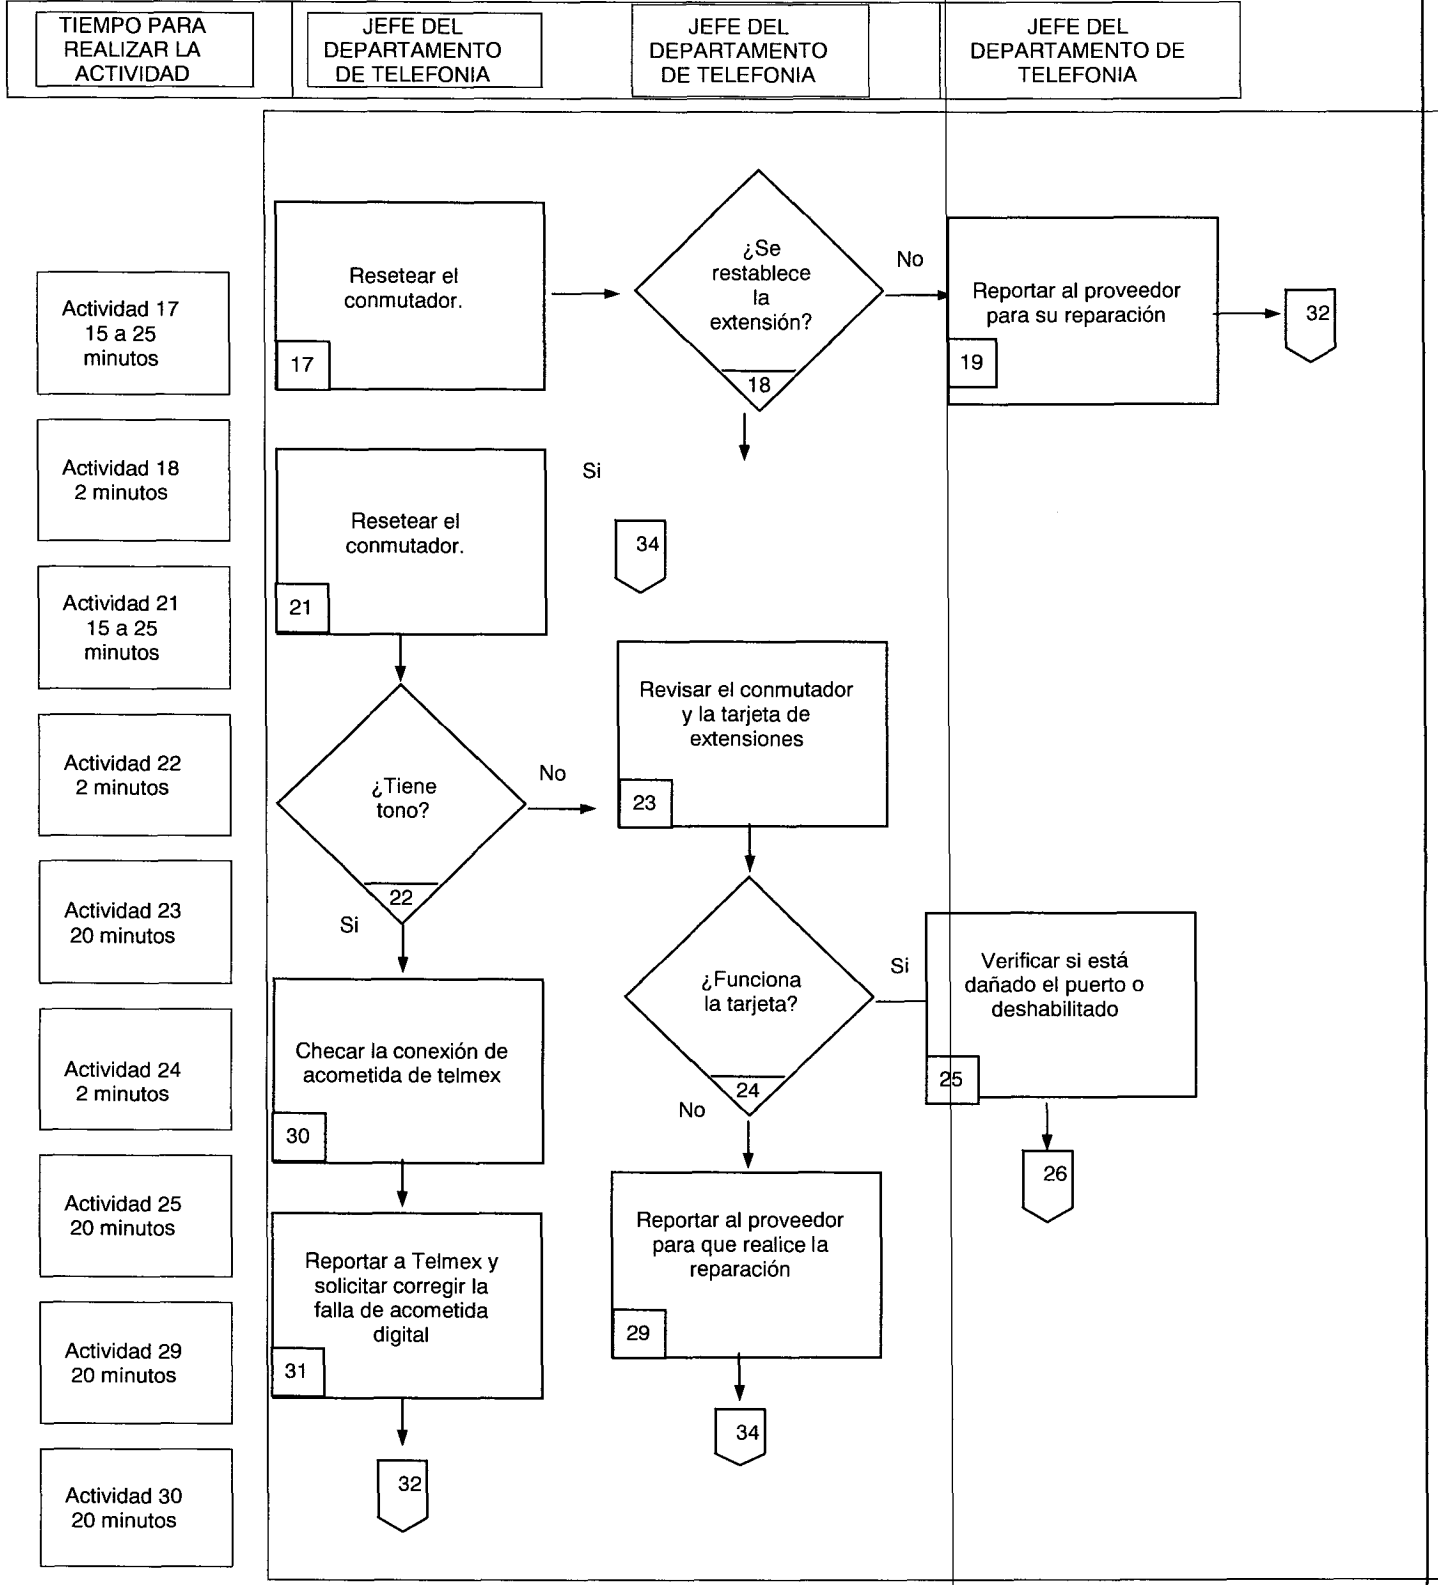 TIEMPO PARA
REALIZAR LA
ACTIVIDAD
JEFE DEL
DEPARTAMENTO
DE TELEFONIA
JEFE DEL
DEPARTAMENTO
DE TELEFONIA
JEFE DEL
DEPARTAMENTO DE
TELEFONIA
Actividad 17
15 a 25
minutos
Actividad 18
2 minutos
Actividad 21
15 a 25
minutos
Actividad 22
2 minutos
Actividad 23
20 minutos
Actividad 24
2 minutos
Actividad 25
20 minutos
Actividad 29
20 minutos
Actividad 30
20 minutos
Resetear el
conmutador.
17
¿Se
restablece
la
extensión?
18
No
Reportar al proveedor
para su reparación
19
32
Si
34
Resetear el
conmutador.
21
¿Tiene
tono?
22
No
Si
Revisar el conmutador
y la tarjeta de
extensiones
23
¿Funciona
la tarjeta?
24
Si
No
Verificar si está
dañado el puerto o
deshabilitado
25
26
Checar la conexión de
acometida de telmex
30
Reportar al proveedor
para que realice la
reparación
29
34
Reportar a Telmex y
solicitar corregir la
falla de acometida
digital
31
32